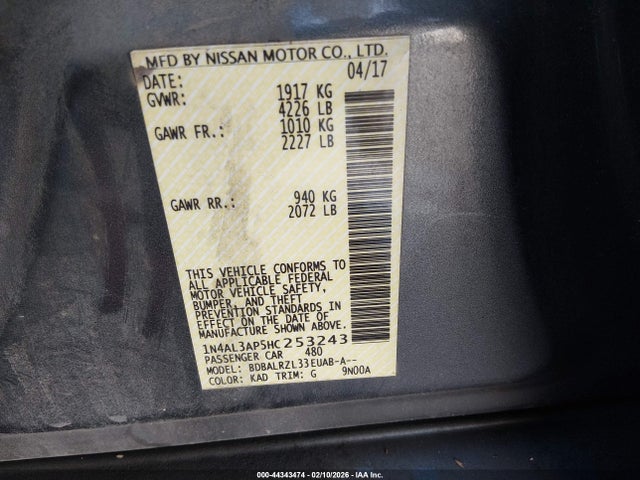 MFD BY NISSAN MOTOR CO., LTD.
DATE: 04/17
GVWR: 1917 KG
4226 LB
GAWR FR.: 1010 KG
2227 LB
GAWR RR.: 940 KG
2072 LB
THIS VEHICLE CONFORMS TO
ALL APPLICABLE FEDERAL
MOTOR VEHICLE SAFETY,
BUMPER, AND THEFT
PREVENTION STANDARDS IN
EFFECT ON THE DATE OF
MANUFACTURE SHOWN ABOVE.
1N4AL3AP5HC253243
PASSENGER CAR 480
MODEL: BDBALRZL33EUAB-A--
COLOR: KAD TRIM: G 9N00A
000-44343474 | 02/10/2026 - IAA Inc.